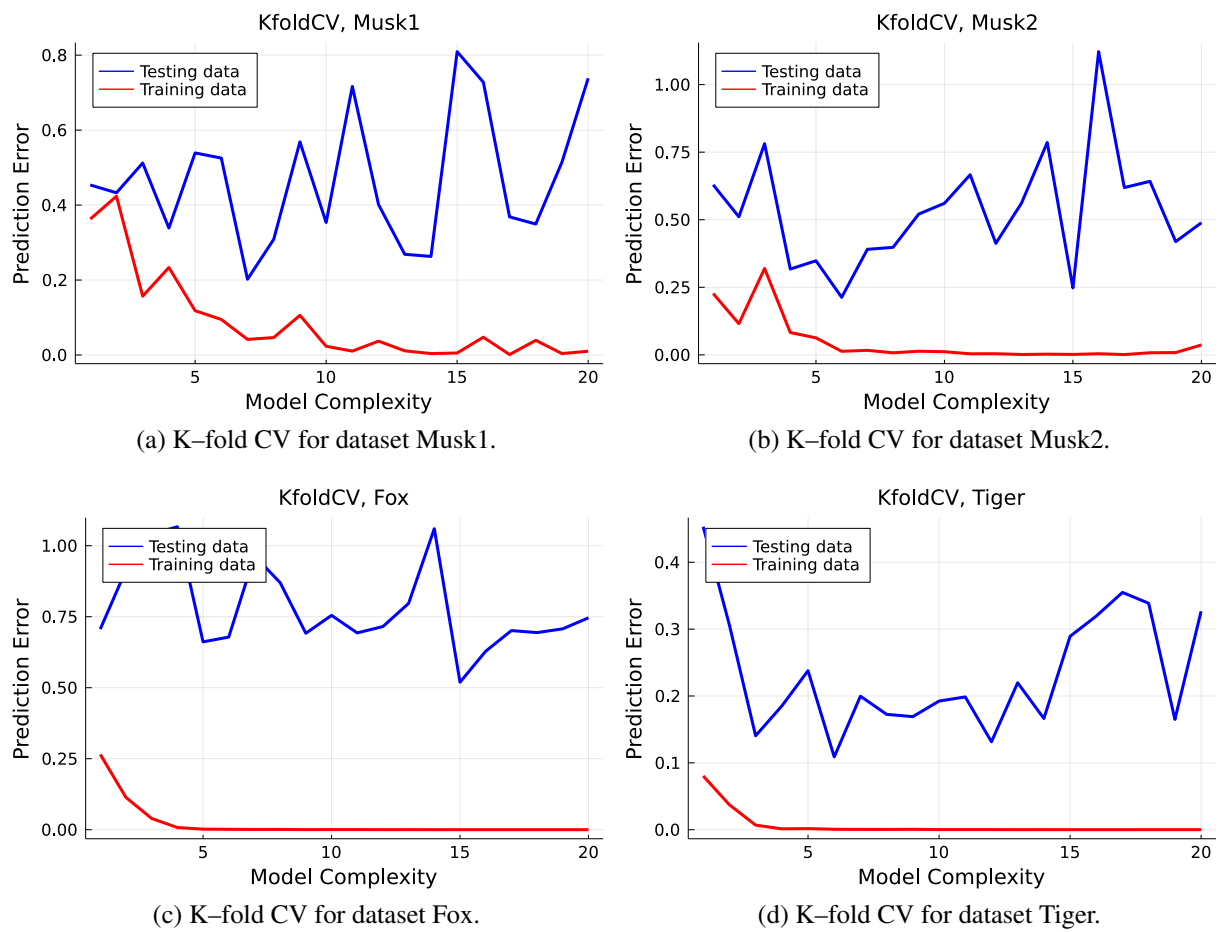 KfoldCV, Musk1
Testing data
Training data
Prediction Error
0.8
0.6
0.4
0.2
0.0
5
10
15
20
Model Complexity
(a) K–fold CV for dataset Musk1.
KfoldCV, Musk2
Testing data
Training data
Prediction Error
1.00
0.75
0.50
0.25
0.00
5
10
15
20
Model Complexity
(b) K–fold CV for dataset Musk2.
KfoldCV, Fox
Testing data
Training data
Prediction Error
1.00
0.75
0.50
0.25
0.00
5
10
15
20
Model Complexity
(c) K–fold CV for dataset Fox.
KfoldCV, Tiger
Testing data
Training data
Prediction Error
0.4
0.3
0.2
0.1
0.0
5
10
15
20
Model Complexity
(d) K–fold CV for dataset Tiger.